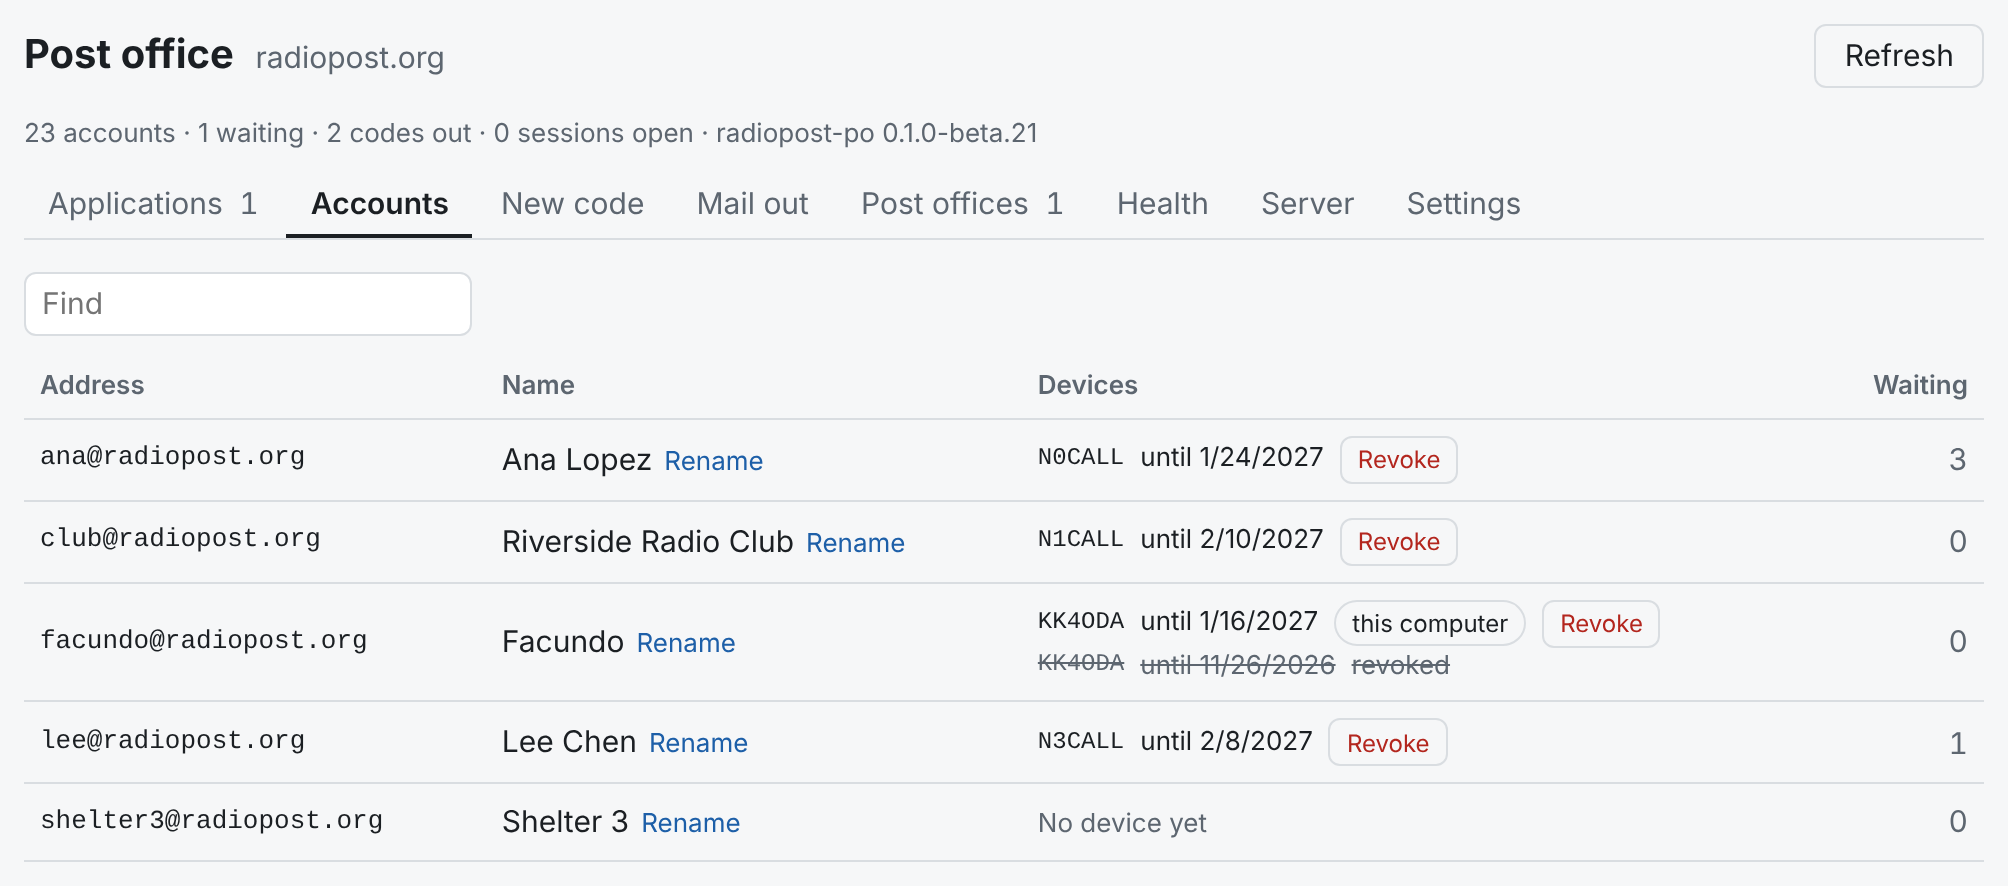 Post office radiopost.org Refresh
23 accounts · 1 waiting · 2 codes out · 0 sessions open · radiopost-po 0.1.0-beta.21
Applications 1 Accounts New code Mail out Post offices 1 Health Server Settings
Find
Address Name Devices Waiting
ana@radiopost.org Ana Lopez Rename N0CALL until 1/24/2027 Revoke 3
club@radiopost.org Riverside Radio Club Rename N1CALL until 2/10/2027 Revoke 0
facundo@radiopost.org Facundo Rename KK4ODA until 1/16/2027 this computer Revoke 0
KK4ODA until 11/26/2026 revoked
lee@radiopost.org Lee Chen Rename N3CALL until 2/8/2027 Revoke 1
shelter3@radiopost.org Shelter 3 Rename No device yet 0